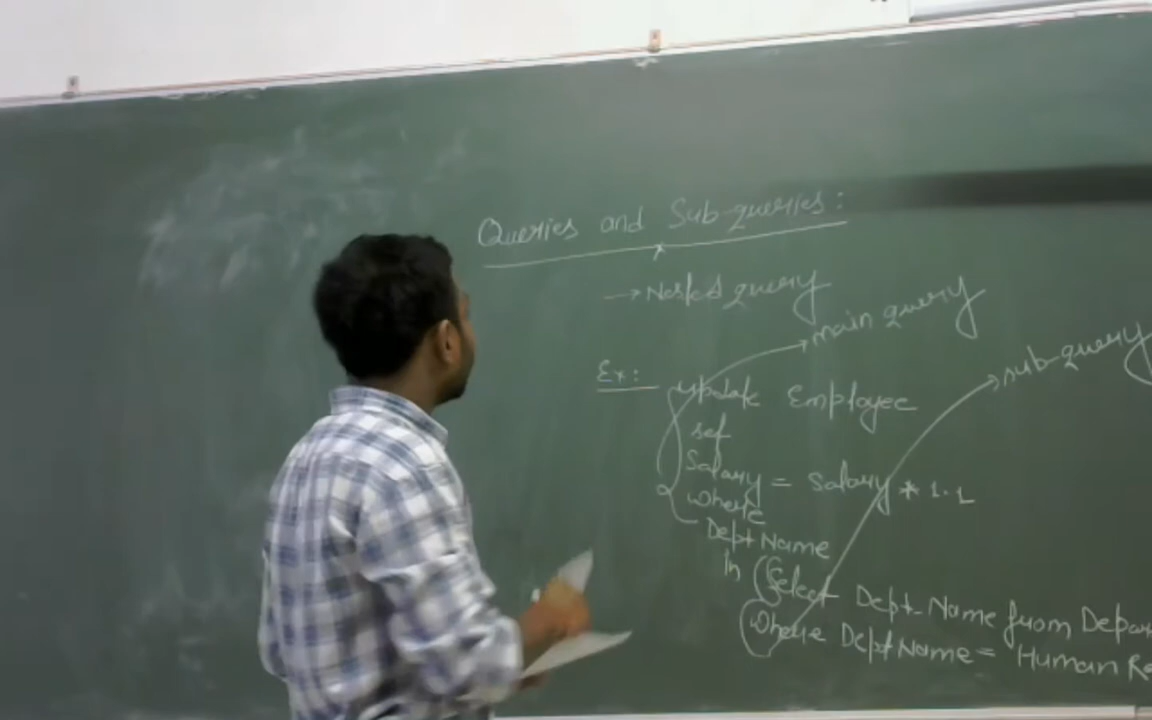 Queries and Sub-queries:
→ Nested query
main query
sub-query
Ex: update Employee
set
Salary = Salary * 1.1
where
Dept Name
in (Select Dept-Name from Depar
Where Dept Name = Human Re